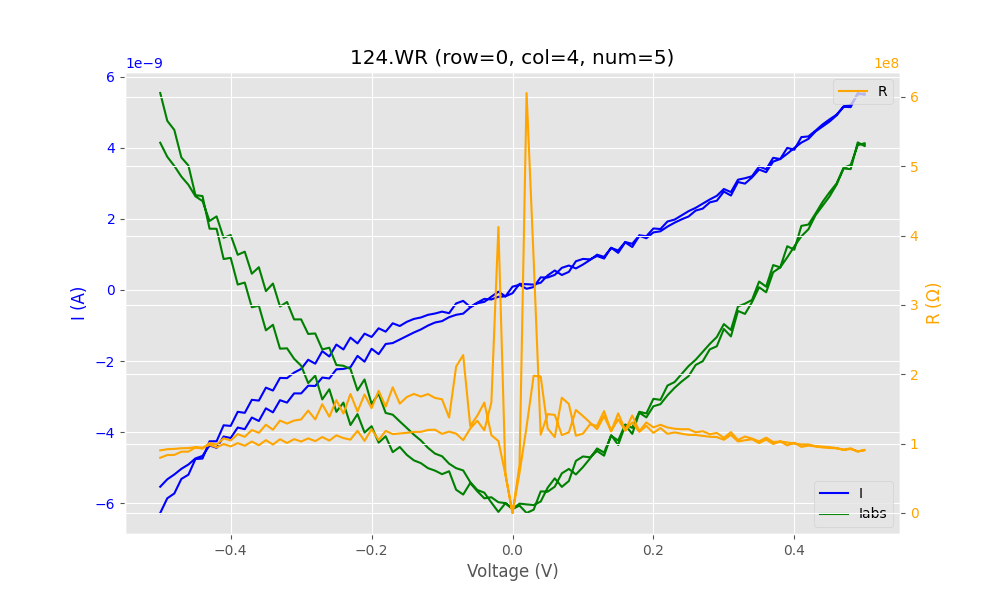 124.WR (row=0, col=4, num=5)
1e−9
1e8
6
4
2
0
−2
−4
−6
I (A)
6
5
4
3
2
1
0
R (Ω)
R
I
Iabs
−0.4
−0.2
0.0
0.2
0.4
Voltage (V)